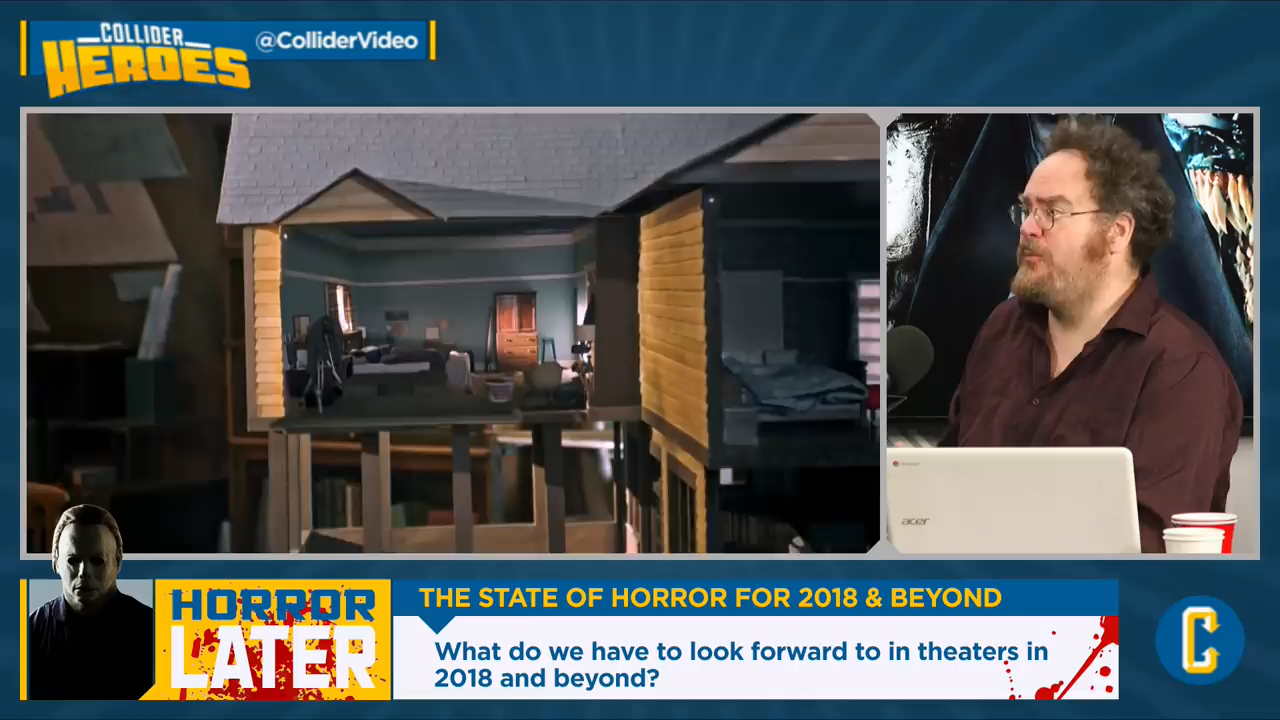 COLLIDER
HEROES
@ColliderVideo
acer
HORROR
LATER
THE STATE OF HORROR FOR 2018 & BEYOND
What do we have to look forward to in theaters in
2018 and beyond?